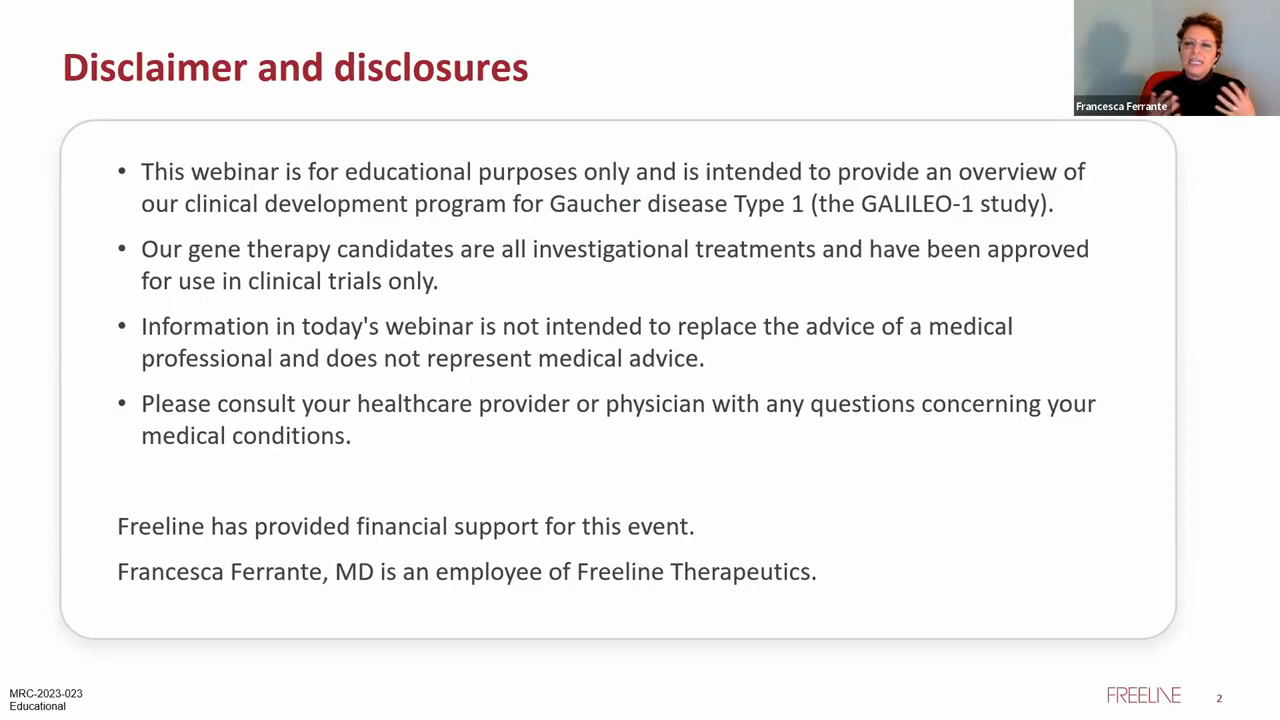 Disclaimer and disclosures
Francesca Ferrante
• This webinar is for educational purposes only and is intended to provide an overview of
our clinical development program for Gaucher disease Type 1 (the GALILEO-1 study).
• Our gene therapy candidates are all investigational treatments and have been approved
for use in clinical trials only.
• Information in today's webinar is not intended to replace the advice of a medical
professional and does not represent medical advice.
• Please consult your healthcare provider or physician with any questions concerning your
medical conditions.
Freeline has provided financial support for this event.
Francesca Ferrante, MD is an employee of Freeline Therapeutics.
MRC-2023-023
Educational
FREELINE
2